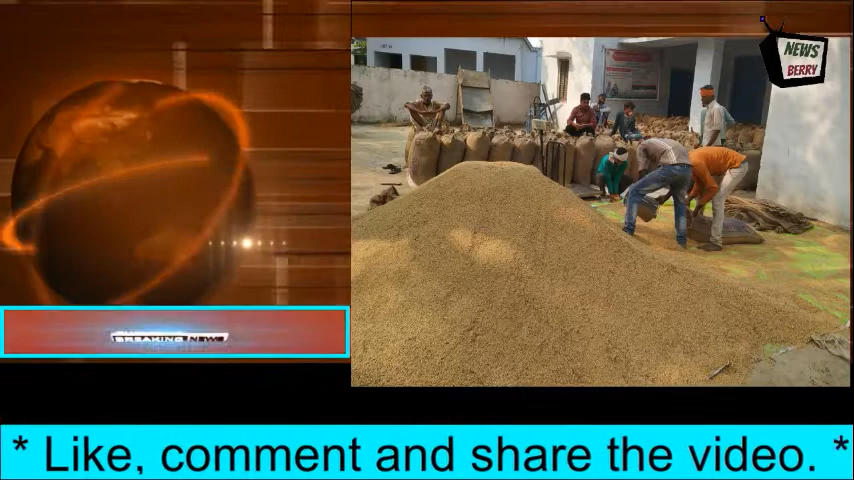 NEWS
BERRY
BREAKING NEWS
* Like, comment and share the video. *